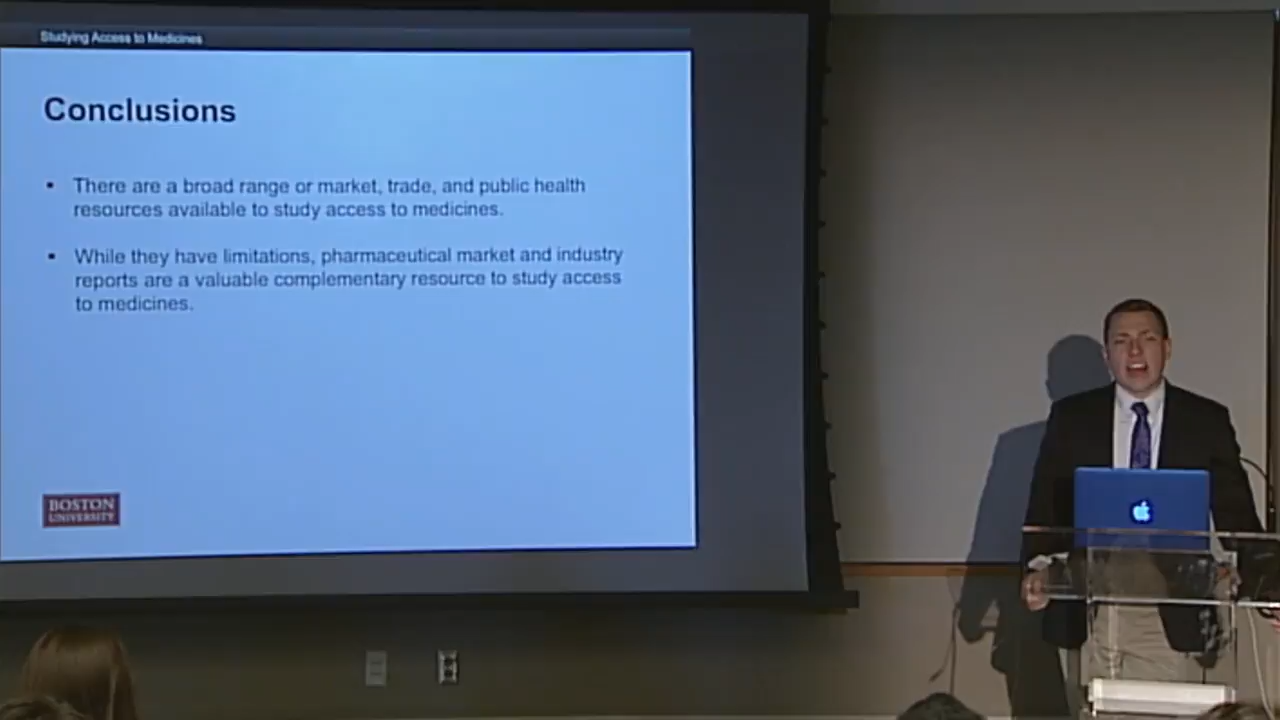 Studying Access to Medicines
Conclusions
• There are a broad range or market, trade, and public health
resources available to study access to medicines.
• While they have limitations, pharmaceutical market and industry
reports are a valuable complementary resource to study access
to medicines.
BOSTON
UNIVERSITY